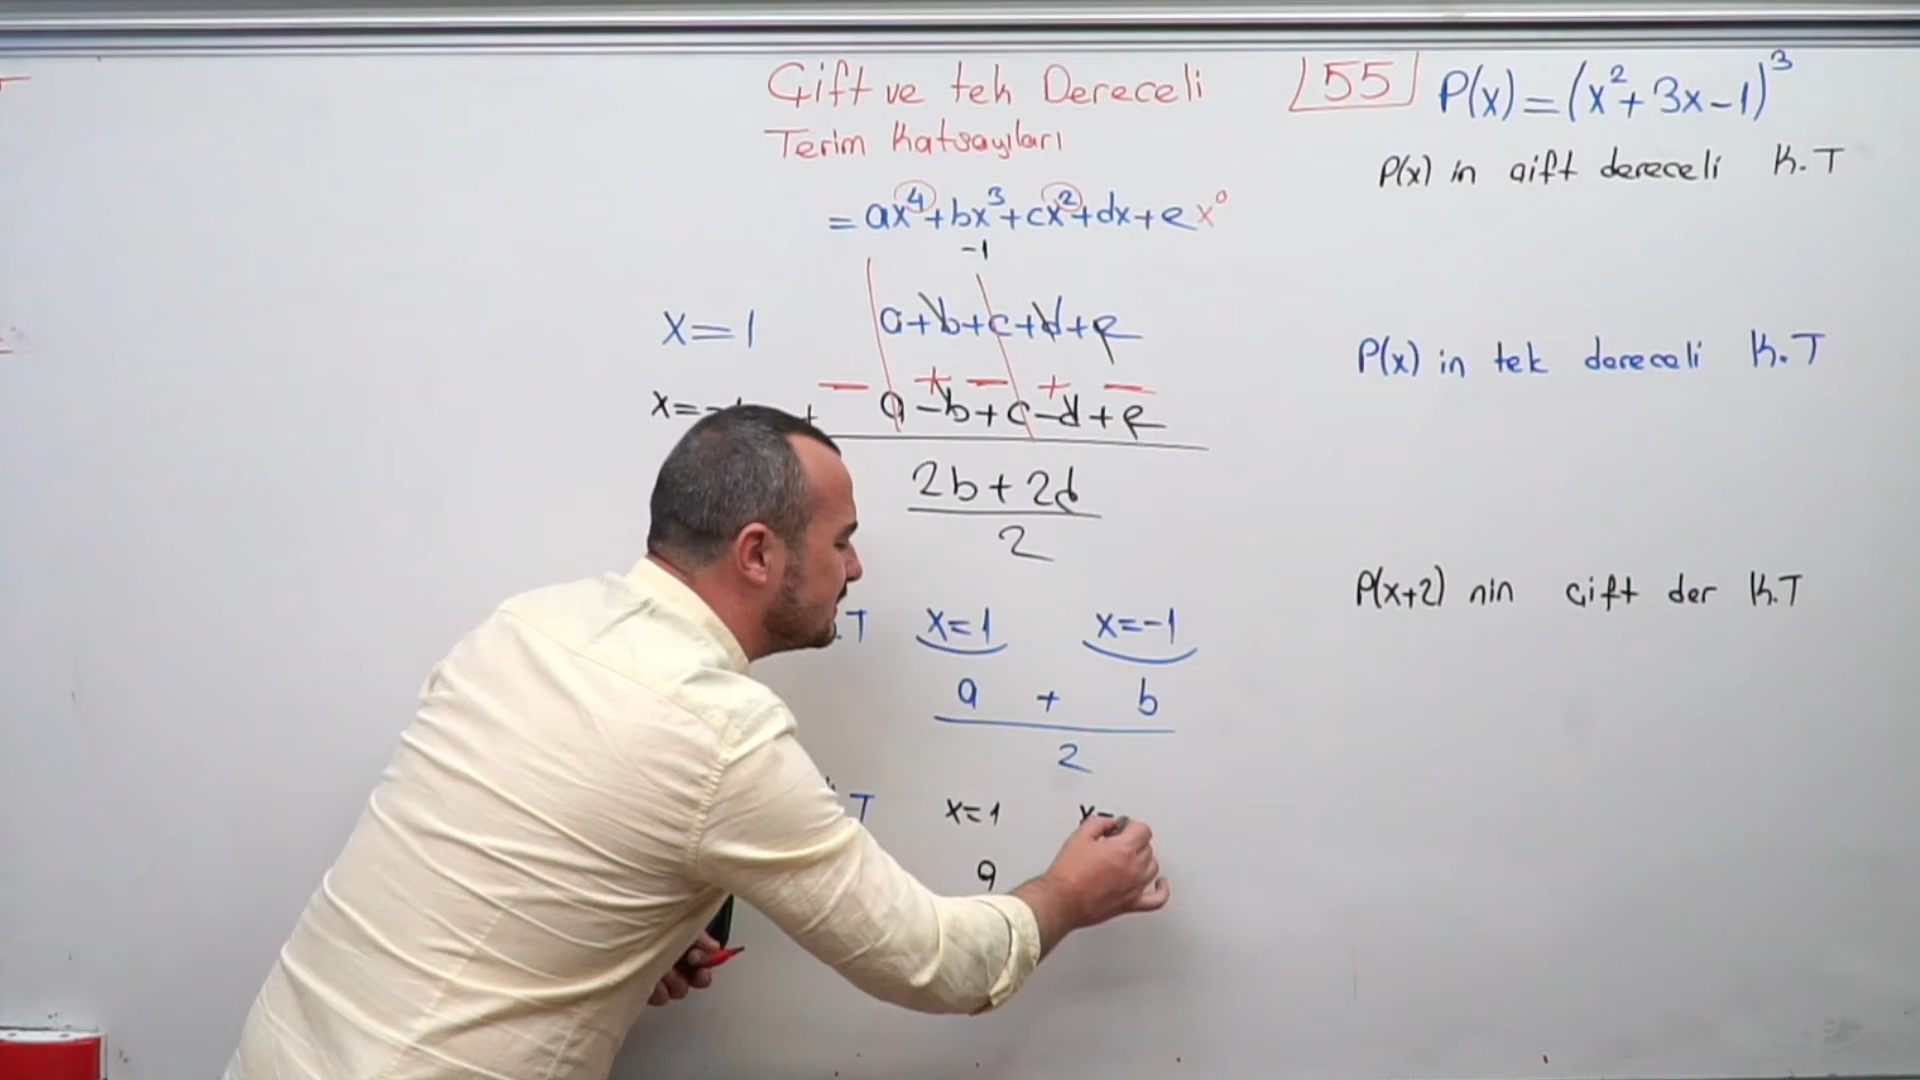 Çift ve tek Dereceli
Terim Katsayıları
= ax⁴+bx³+cx²+dx+ex⁰
-1
x=1 a+b+c+d+e
x=-1 + a-b+c-d+e
− + − + −
2b+2d
2
.T x=1 x=-1
a + b
2
.T x=1 x=
a
55 P(x)=(x²+3x-1)³
P(x) in çift dereceli K.T
P(x) in tek dereceli K.T
P(x+2) nin çift der K.T